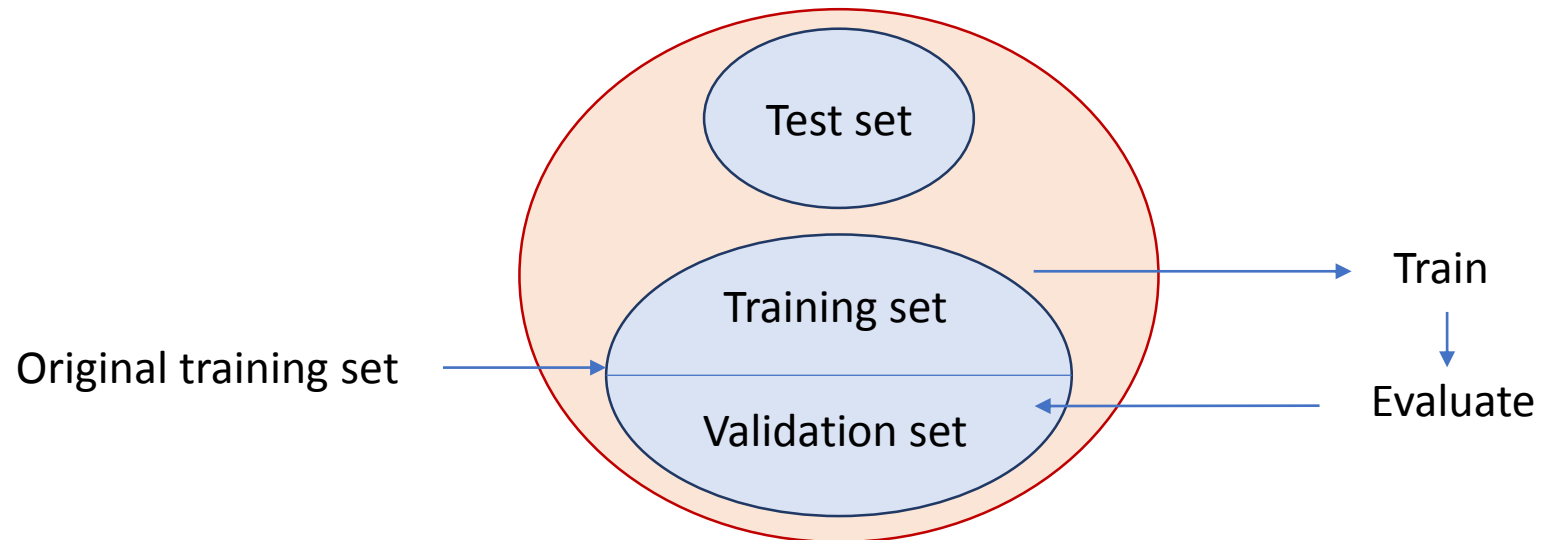 Test set
Training set
Train
Original training set
Validation set
Evaluate